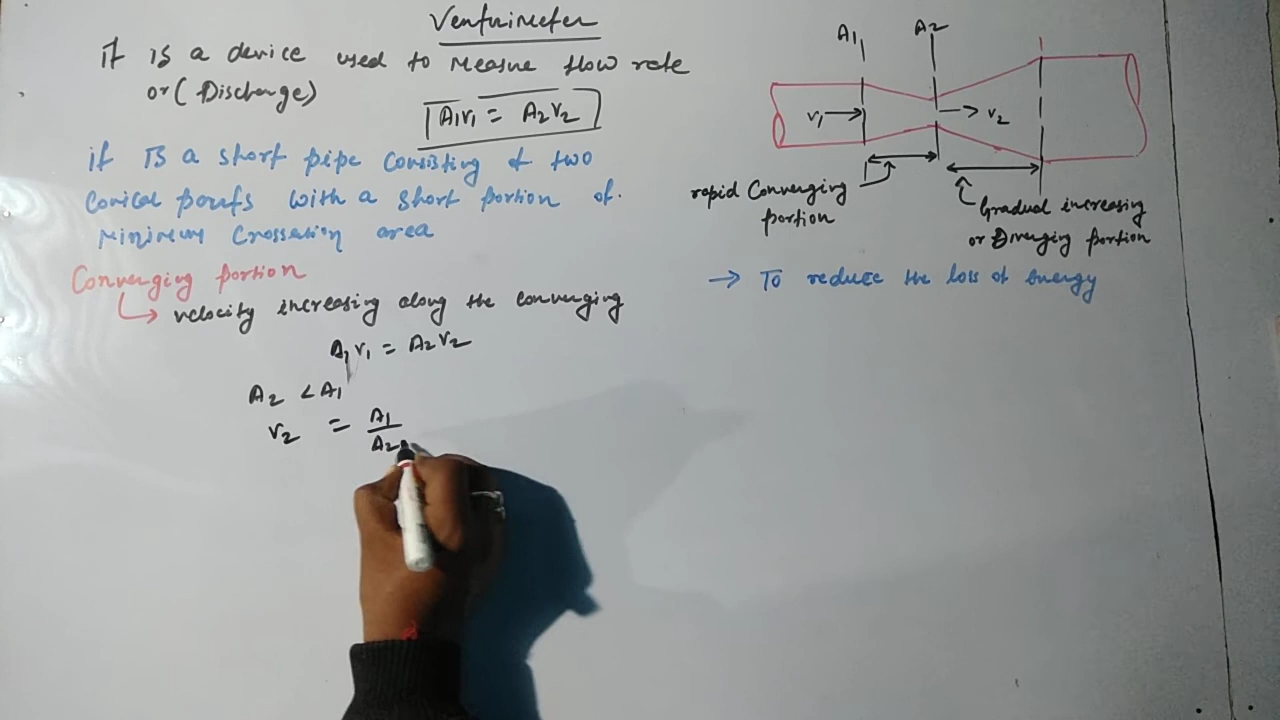 Venturimeter
it is a device used to measure flow rate
or (Discharge)
A1v1 = A2v2
it is a short pipe consisting of two
conical parts with a short portion of.
minimum crossection area
Converging portion
velocity increasing along the converging
A1v1 = A2v2
A2 < A1
v2 = A1/A2
A1 A2
v1 → → v2
rapid Converging
portion
Gradual increasing
or Diverging portion
→ To reduce the loss of energy